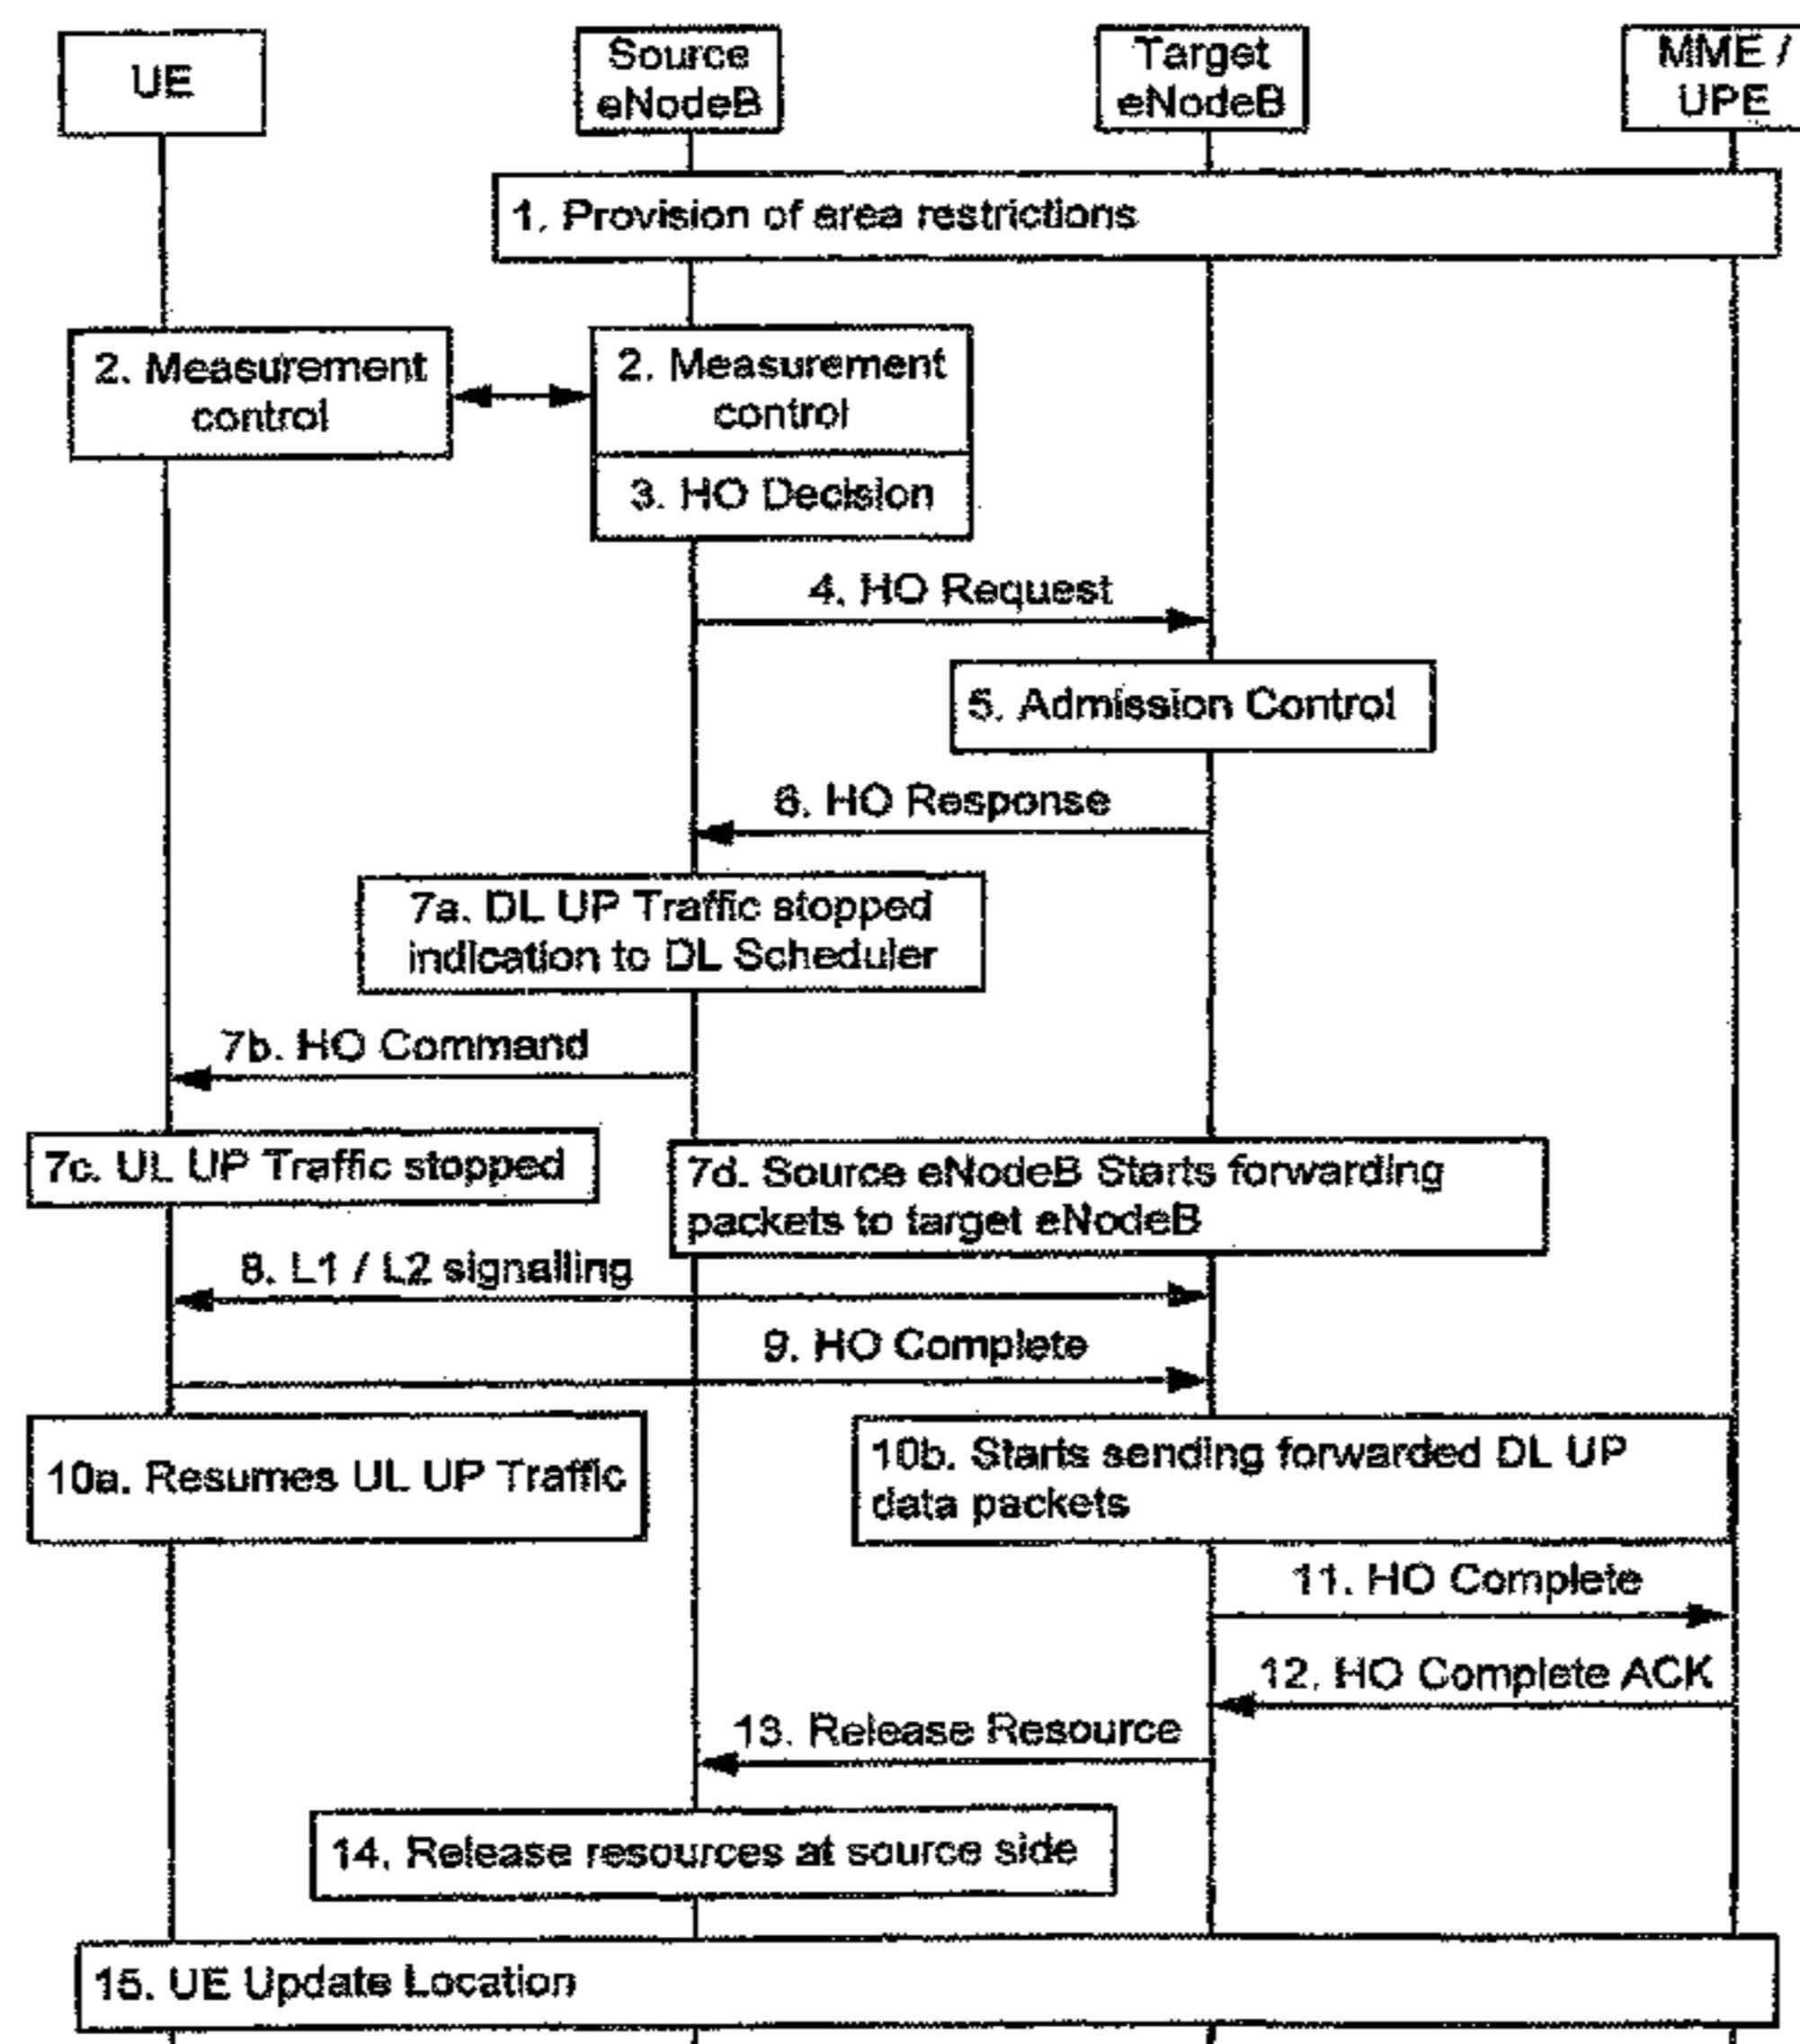 UE
Source
eNodeB
Target
eNodeB
MME /
UPE
1. Provision of area restrictions
2. Measurement
control
2. Measurement
control
3. HO Decision
4. HO Request
5. Admission Control
6. HO Response
7a. DL UP Traffic stopped
indication to DL Scheduler
7b. HO Command
7c. UL UP Traffic stopped
7d. Source eNodeB Starts forwarding
packets to target eNodeB
8. L1 / L2 signalling
9. HO Complete
10a. Resumes UL UP Traffic
10b. Starts sending forwarded DL UP
data packets
11. HO Complete
12. HO Complete ACK
13. Release Resource
14. Release resources at source side
15. UE Update Location